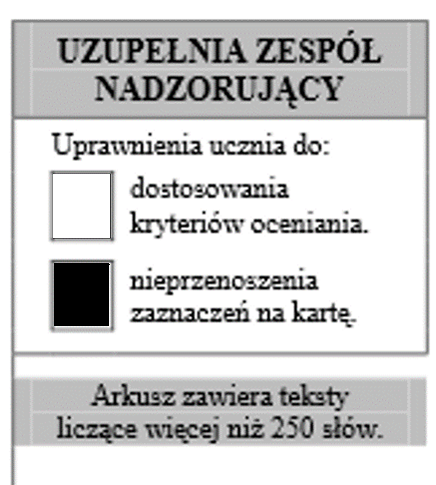 UZUPEŁNIA ZESPÓŁ
NADZORUJĄCY
Uprawnienia ucznia do:
dostosowania
kryteriów oceniania.
nieprzenoszenia
zaznaczeń na kartę.
Arkusz zawiera teksty
liczące więcej niż 250 słów.